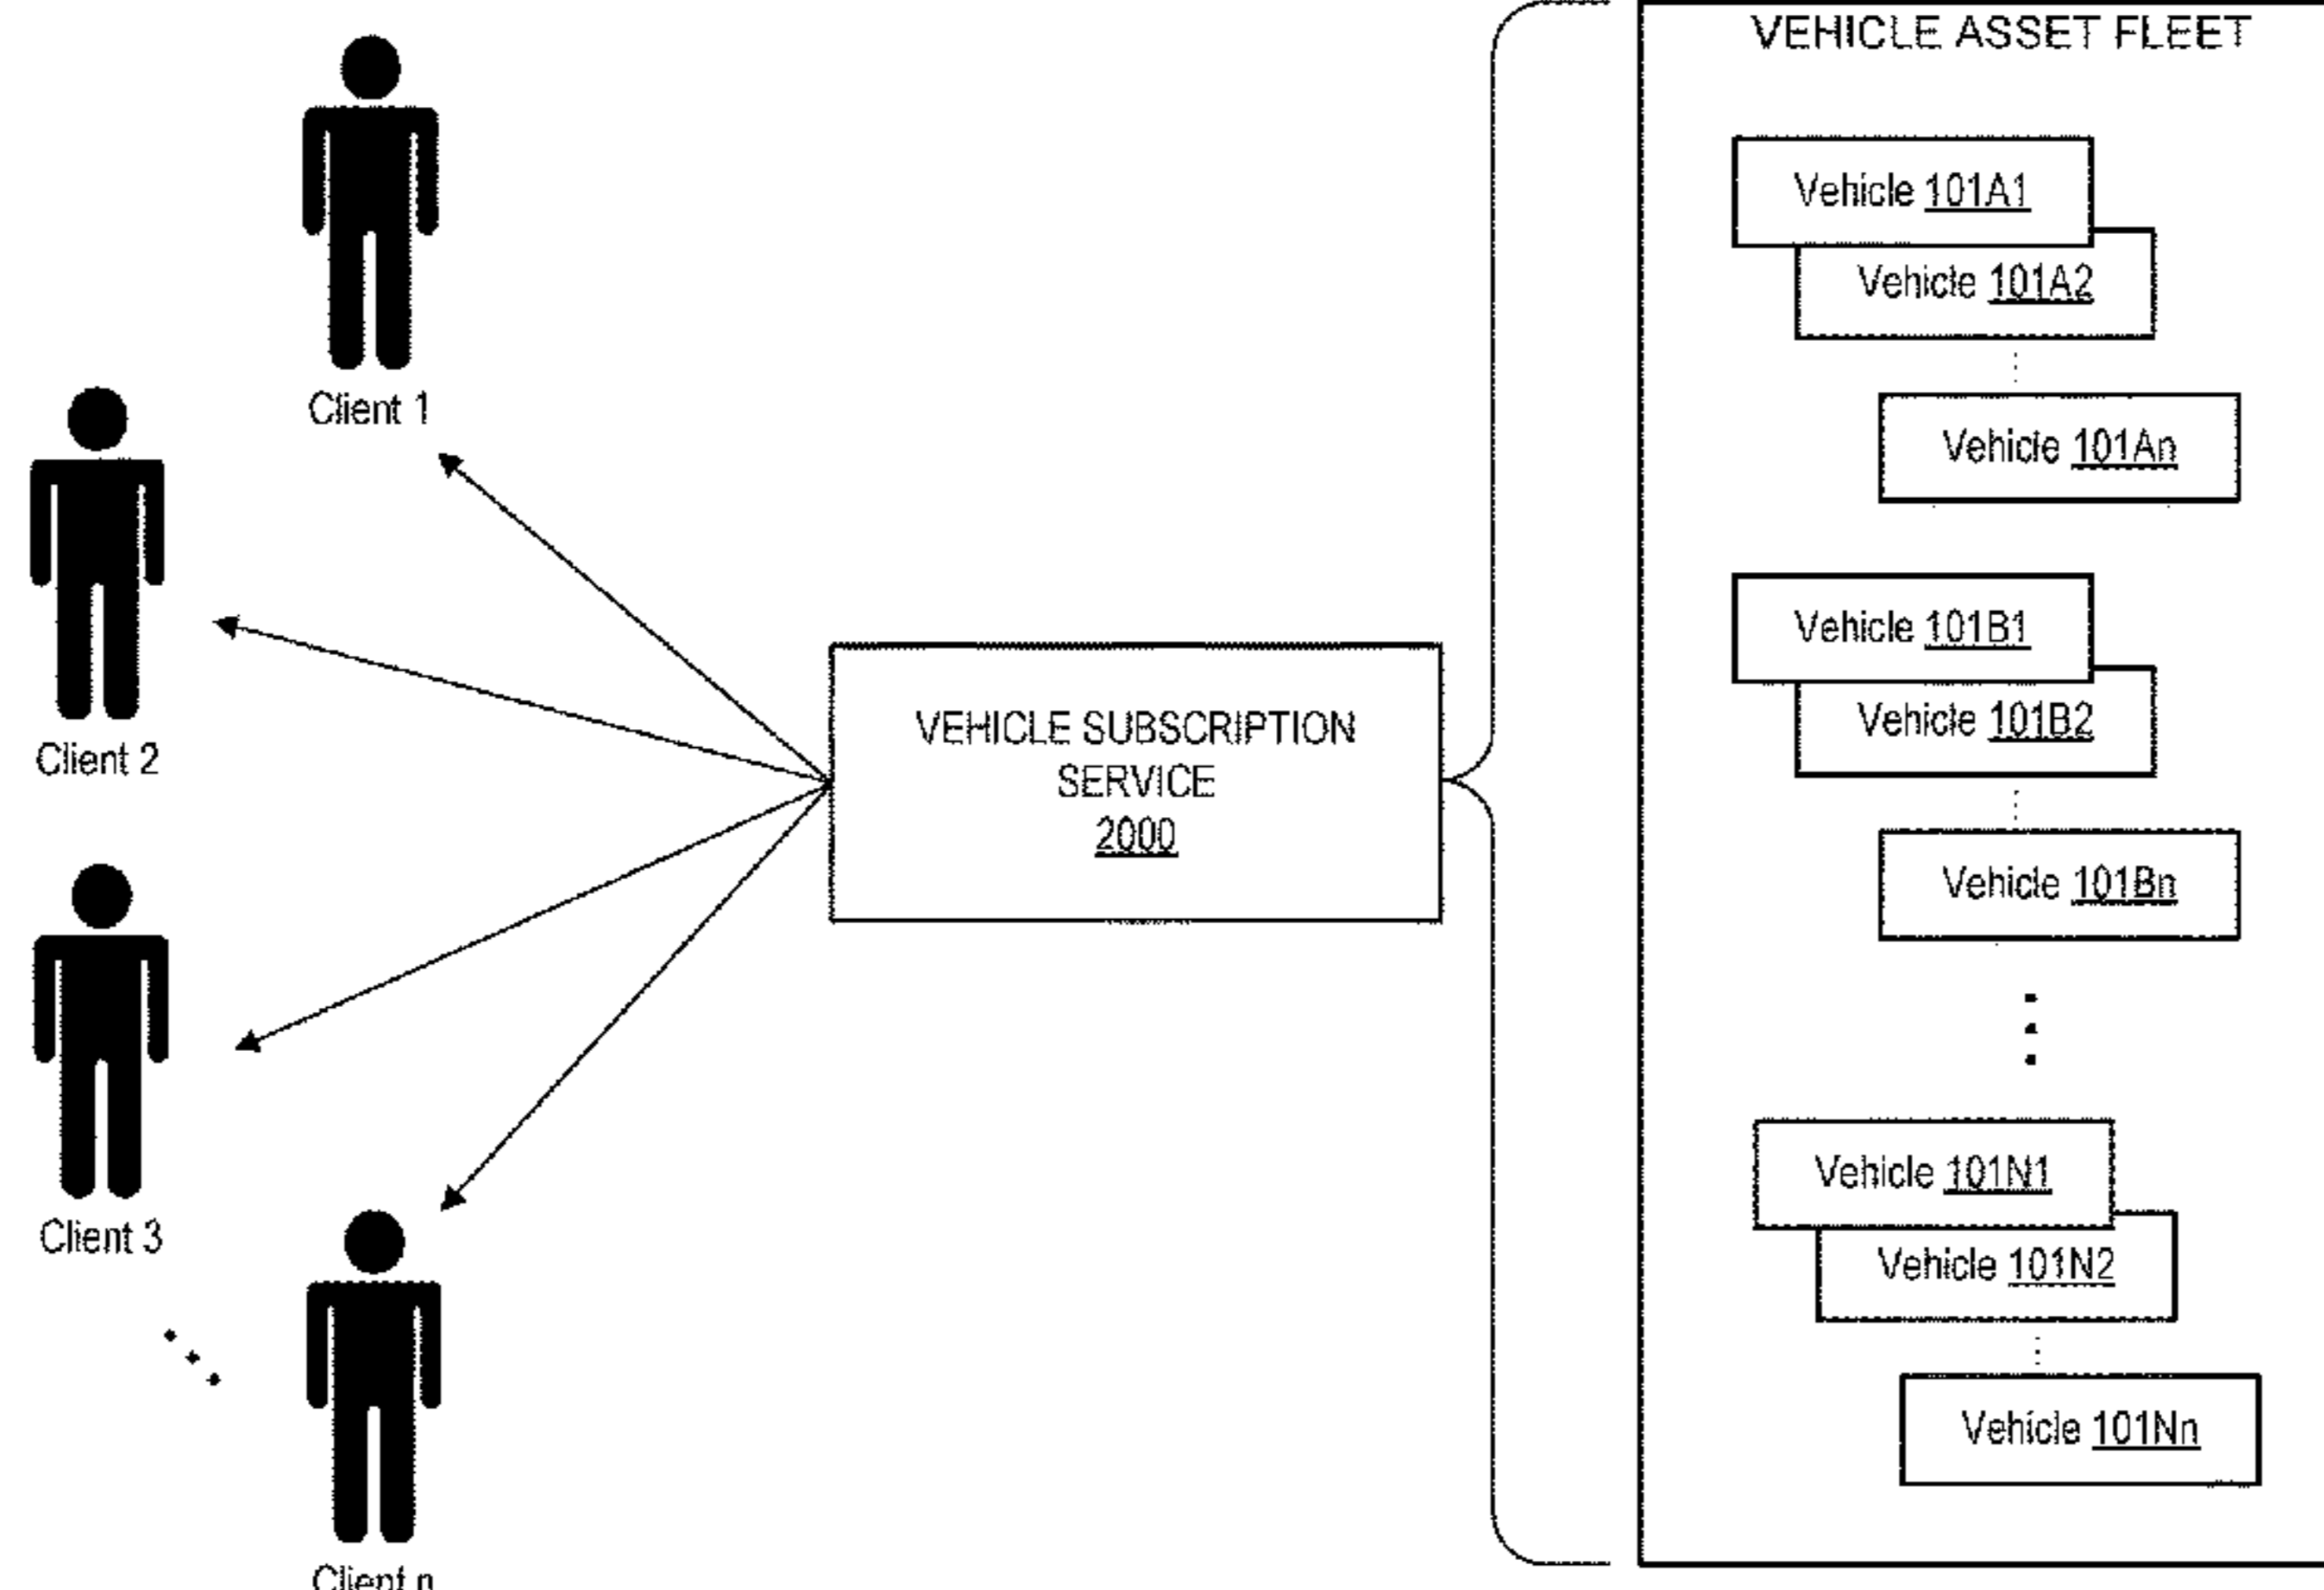 Client 1
Client 2
Client 3
Client n
VEHICLE SUBSCRIPTION
SERVICE
2000
VEHICLE ASSET FLEET
Vehicle 101A1
Vehicle 101A2
Vehicle 101An
Vehicle 101B1
Vehicle 101B2
Vehicle 101Bn
Vehicle 101N1
Vehicle 101N2
Vehicle 101Nn